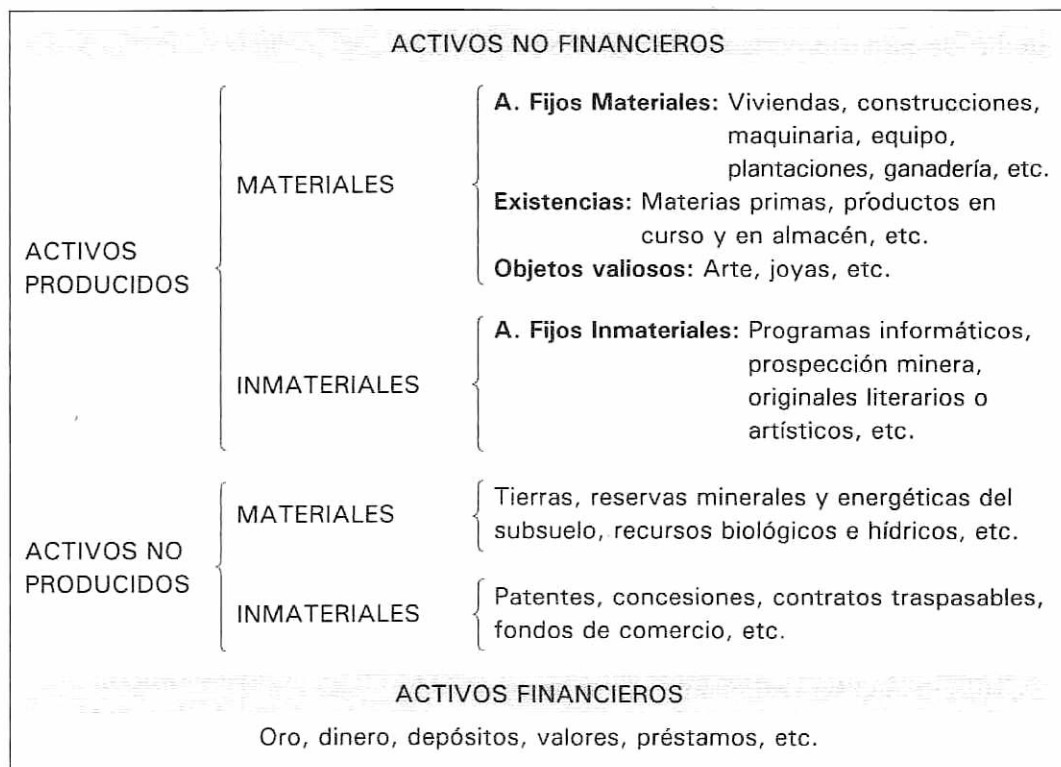 ACTIVOS NO FINANCIEROS
ACTIVOS
PRODUCIDOS
MATERIALES
A. Fijos Materiales: Viviendas, construcciones,
maquinaria, equipo,
plantaciones, ganadería, etc.
Existencias: Materias primas, productos en
curso y en almacén, etc.
Objetos valiosos: Arte, joyas, etc.
INMATERIALES
A. Fijos Inmateriales: Programas informáticos,
prospección minera,
originales literarios o
artísticos, etc.
ACTIVOS NO
PRODUCIDOS
MATERIALES
Tierras, reservas minerales y energéticas del
subsuelo, recursos biológicos e hídricos, etc.
INMATERIALES
Patentes, concesiones, contratos traspasables,
fondos de comercio, etc.
ACTIVOS FINANCIEROS
Oro, dinero, depósitos, valores, préstamos, etc.